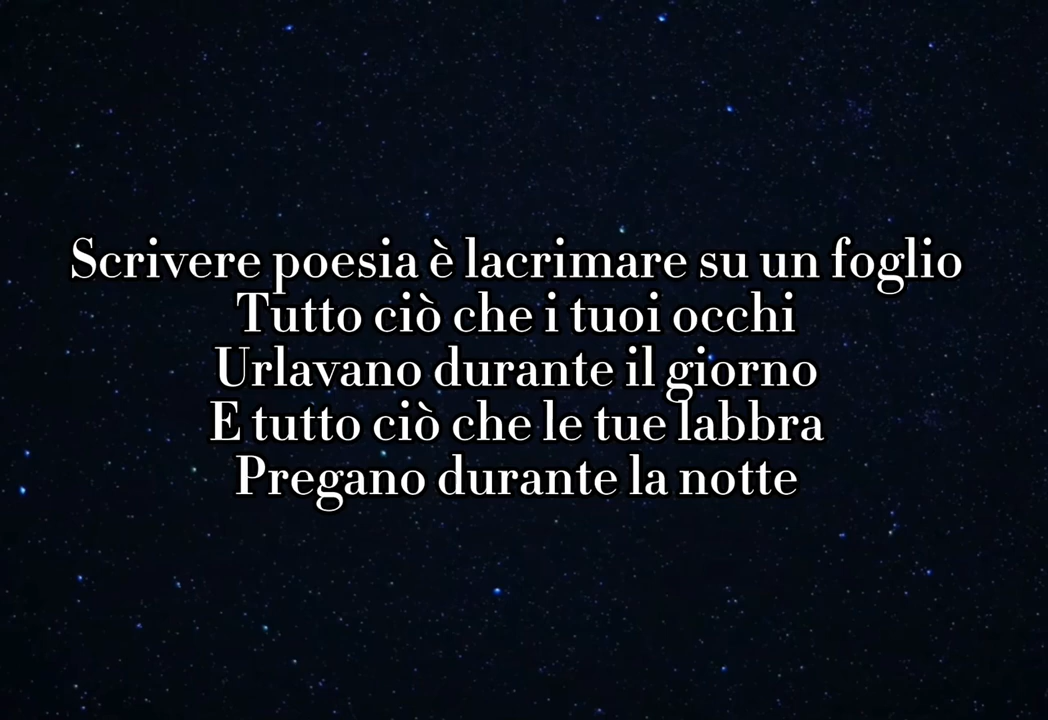 Scrivere poesia è lacrimare su un foglio
Tutto ciò che i tuoi occhi
Urlavano durante il giorno
E tutto ciò che le tue labbra
Pregano durante la notte